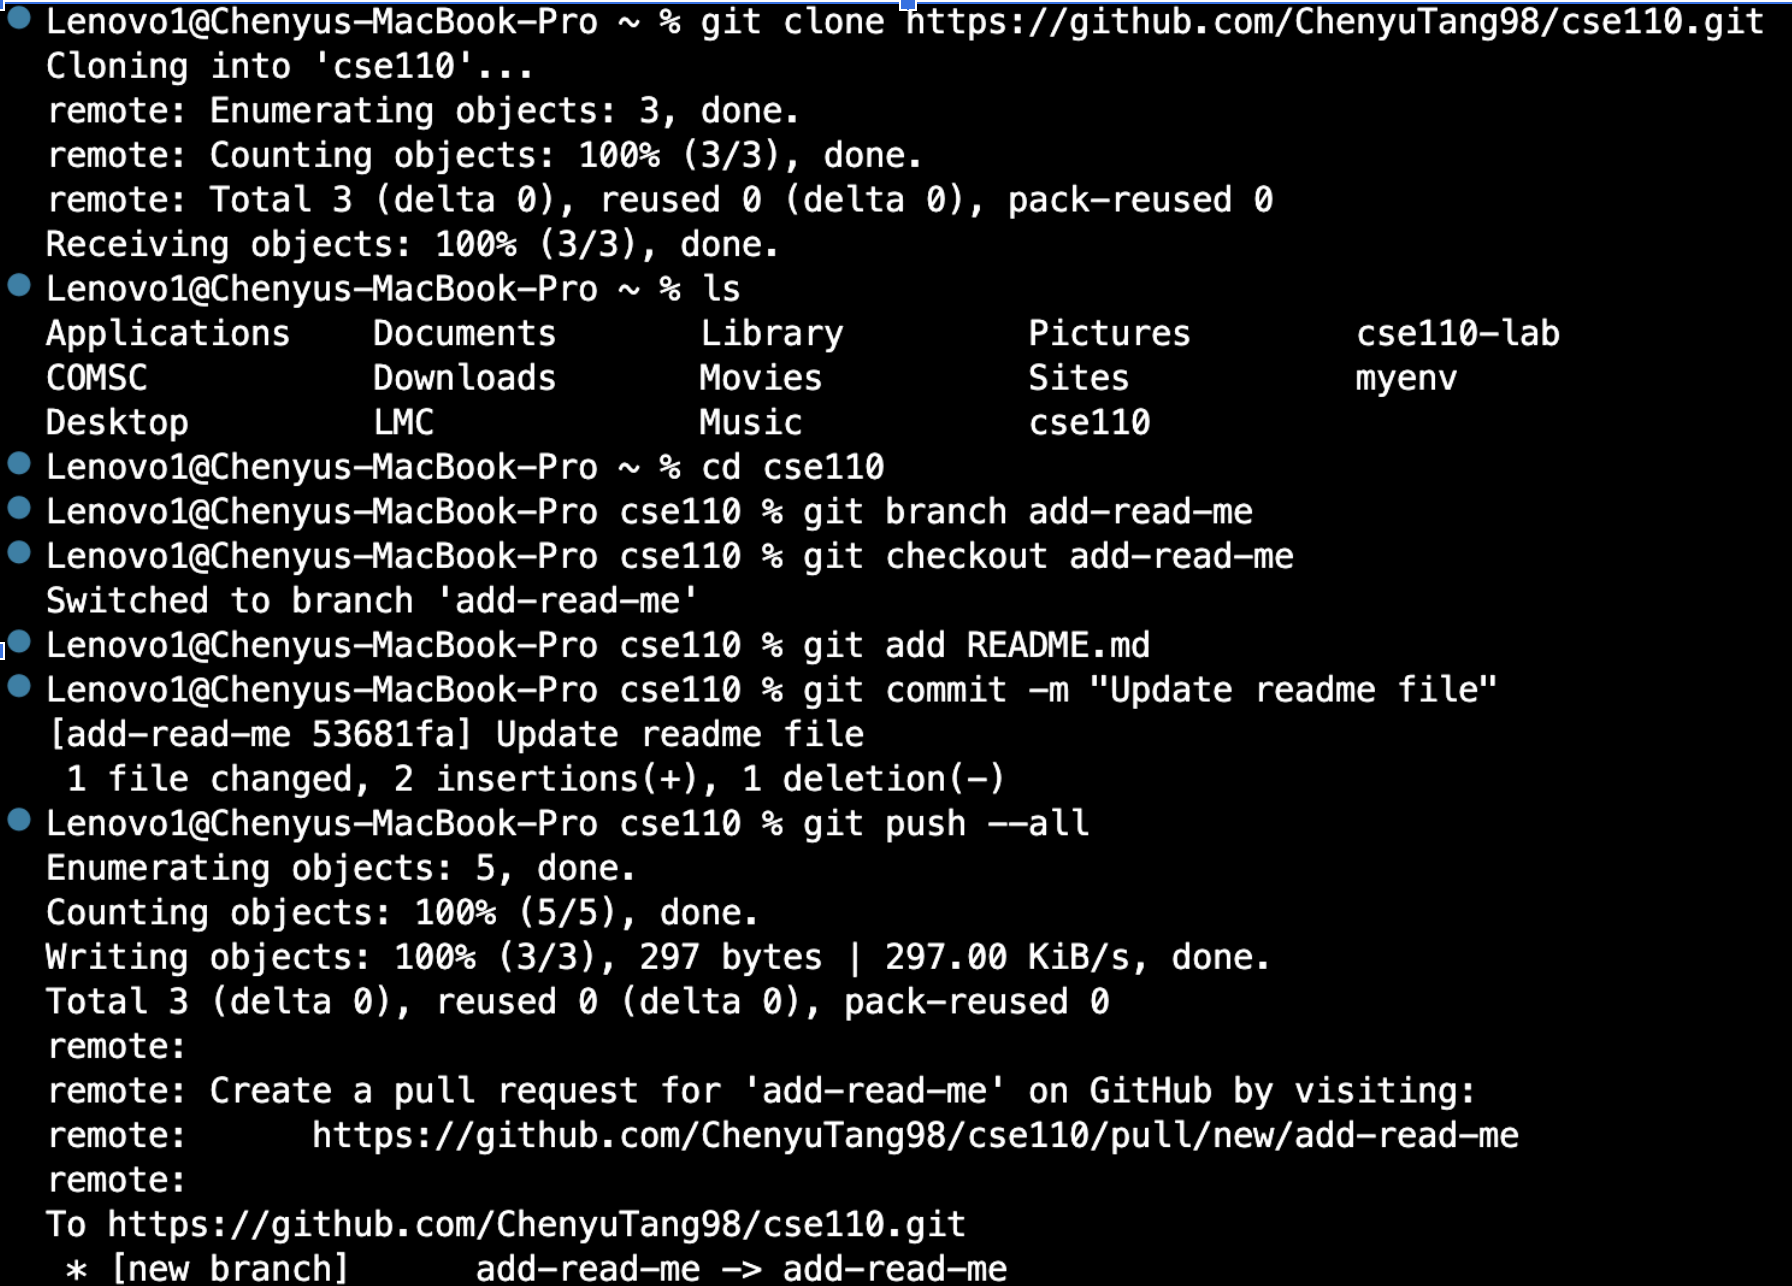 Lenovo1@Chenyus-MacBook-Pro ~ % git clone https://github.com/ChenyuTang98/cse110.git
Cloning into 'cse110'...
remote: Enumerating objects: 3, done.
remote: Counting objects: 100% (3/3), done.
remote: Total 3 (delta 0), reused 0 (delta 0), pack-reused 0
Receiving objects: 100% (3/3), done.
Lenovo1@Chenyus-MacBook-Pro ~ % ls
Applications    Documents       Library         Pictures        cse110-lab
COMSC           Downloads       Movies          Sites           myenv
Desktop         LMC             Music           cse110
Lenovo1@Chenyus-MacBook-Pro ~ % cd cse110
Lenovo1@Chenyus-MacBook-Pro cse110 % git branch add-read-me
Lenovo1@Chenyus-MacBook-Pro cse110 % git checkout add-read-me
Switched to branch 'add-read-me'
Lenovo1@Chenyus-MacBook-Pro cse110 % git add README.md
Lenovo1@Chenyus-MacBook-Pro cse110 % git commit -m "Update readme file"
[add-read-me 53681fa] Update readme file
 1 file changed, 2 insertions(+), 1 deletion(-)
Lenovo1@Chenyus-MacBook-Pro cse110 % git push --all
Enumerating objects: 5, done.
Counting objects: 100% (5/5), done.
Writing objects: 100% (3/3), 297 bytes | 297.00 KiB/s, done.
Total 3 (delta 0), reused 0 (delta 0), pack-reused 0
remote:
remote: Create a pull request for 'add-read-me' on GitHub by visiting:
remote:      https://github.com/ChenyuTang98/cse110/pull/new/add-read-me
remote:
To https://github.com/ChenyuTang98/cse110.git
 * [new branch]      add-read-me -> add-read-me